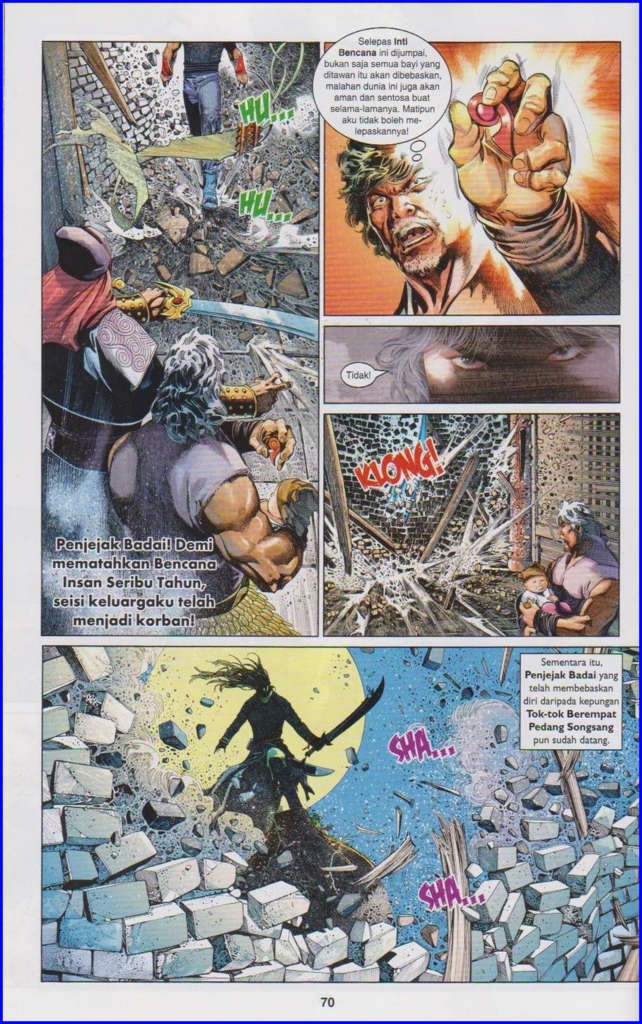 HU...
HU...
Penjejak Badai! Demi
mematahkan Bencana
Insan Seribu Tahun,
seisi keluargaku telah
menjadi korban!
Selepas Inti
Bencana ini dijumpai,
bukan saja semua bayi yang
ditawan itu akan dibebaskan,
malahan dunia ini juga akan
aman dan sentosa buat
selama-lamanya. Matipun
aku tidak boleh me-
lepaskannya!
Tidak!
KLONG!
Sementara itu,
Penjejak Badai yang
telah membebaskan
diri daripada kepungan
Tok-tok Berempat
Pedang Songsang
pun sudah datang.
SHA...
SHA...
70